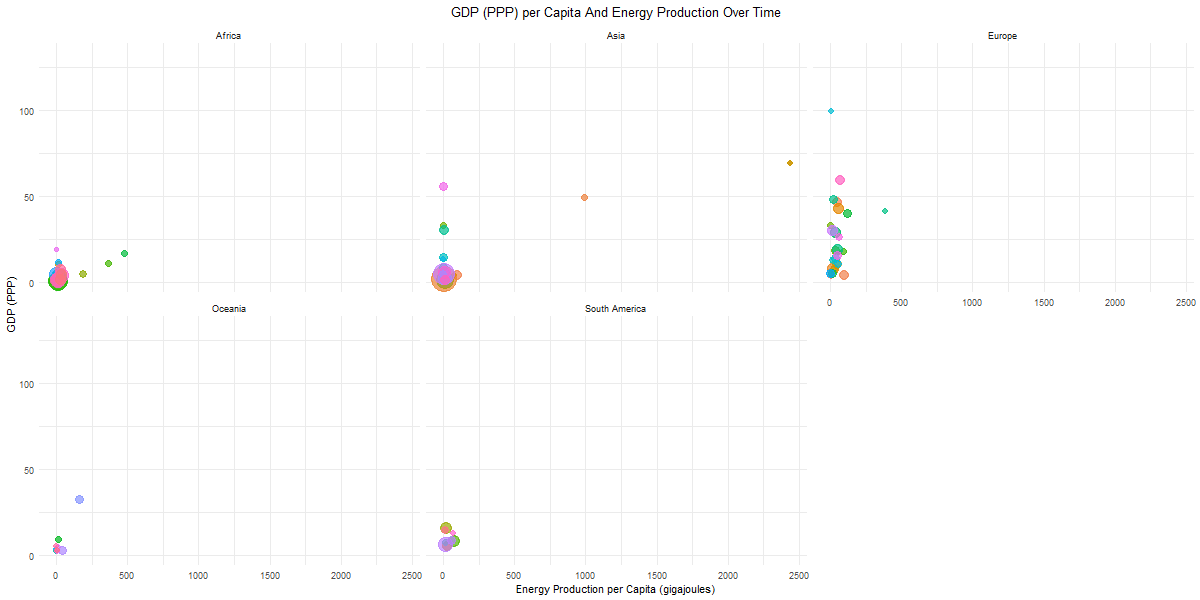 GDP (PPP) per Capita And Energy Production Over Time
Africa
Asia
Europe
100
50
0
0 500 1000 1500 2000 2500
Oceania
South America
GDP (PPP)
100
50
0
0 500 1000 1500 2000 2500
0 500 1000 1500 2000 2500
Energy Production per Capita (gigajoules)